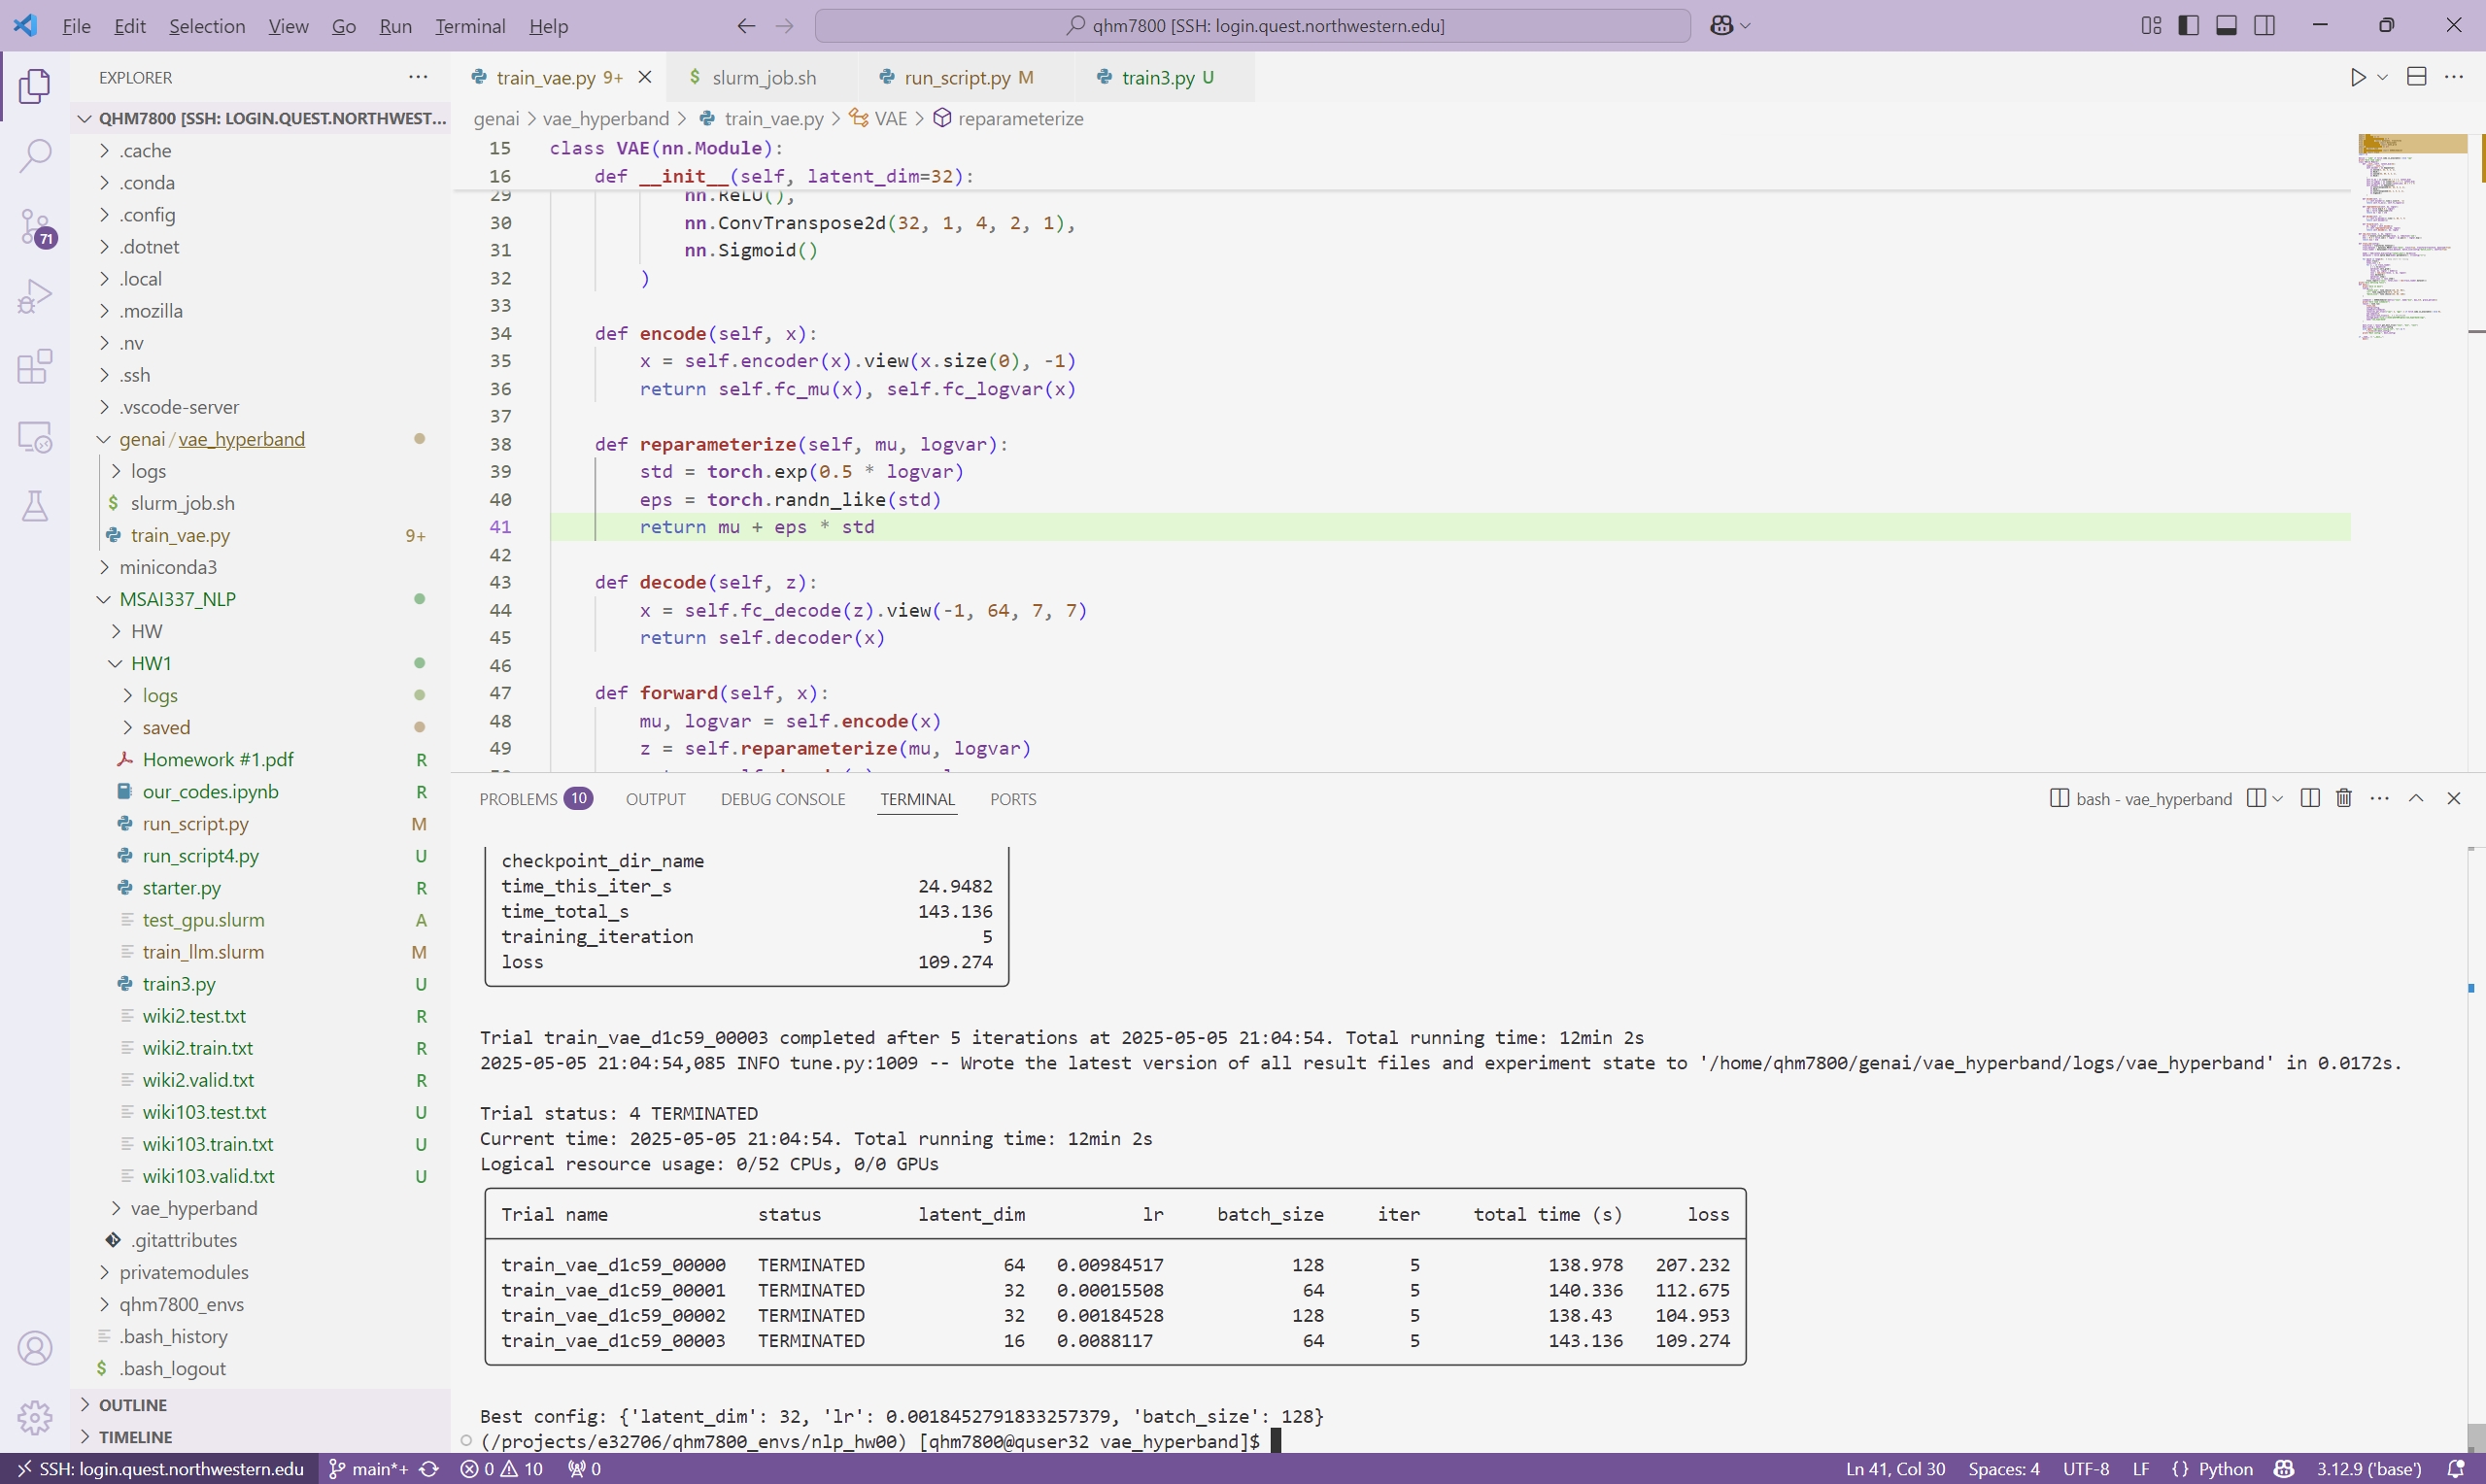 File Edit Selection View Go Run Terminal Help
qhm7800 [SSH: login.quest.northwestern.edu]
EXPLORER
QHM7800 [SSH: LOGIN.QUEST.NORTHWEST...
.cache
.conda
.config
.dotnet
.local
.mozilla
.nv
.ssh
.vscode-server
genai / vae_hyperband
logs
$ slurm_job.sh
train_vae.py 9+
miniconda3
MSAI337_NLP
HW
HW1
logs
saved
Homework #1.pdf R
our_codes.ipynb R
run_script.py M
run_script4.py U
starter.py R
test_gpu.slurm A
train_llm.slurm M
train3.py U
wiki2.test.txt R
wiki2.train.txt R
wiki2.valid.txt R
wiki103.test.txt U
wiki103.train.txt U
wiki103.valid.txt U
vae_hyperband
.gitattributes
privatemodules
qhm7800_envs
.bash_history
$ .bash_logout
OUTLINE
TIMELINE
71
train_vae.py 9+ $ slurm_job.sh run_script.py M train3.py U
genai > vae_hyperband > train_vae.py > VAE > reparameterize
15 class VAE(nn.Module):
16 def __init__(self, latent_dim=32):
29 nn.ReLU(),
30 nn.ConvTranspose2d(32, 1, 4, 2, 1),
31 nn.Sigmoid()
32 )
33
34 def encode(self, x):
35 x = self.encoder(x).view(x.size(0), -1)
36 return self.fc_mu(x), self.fc_logvar(x)
37
38 def reparameterize(self, mu, logvar):
39 std = torch.exp(0.5 * logvar)
40 eps = torch.randn_like(std)
41 return mu + eps * std
42
43 def decode(self, z):
44 x = self.fc_decode(z).view(-1, 64, 7, 7)
45 return self.decoder(x)
46
47 def forward(self, x):
48 mu, logvar = self.encode(x)
49 z = self.reparameterize(mu, logvar)
PROBLEMS 10 OUTPUT DEBUG CONSOLE TERMINAL PORTS
bash - vae_hyperband
checkpoint_dir_name
time_this_iter_s 24.9482
time_total_s 143.136
training_iteration 5
loss 109.274
Trial train_vae_d1c59_00003 completed after 5 iterations at 2025-05-05 21:04:54. Total running time: 12min 2s
2025-05-05 21:04:54,085 INFO tune.py:1009 -- Wrote the latest version of all result files and experiment state to '/home/qhm7800/genai/vae_hyperband/logs/vae_hyperband' in 0.0172s.
Trial status: 4 TERMINATED
Current time: 2025-05-05 21:04:54. Total running time: 12min 2s
Logical resource usage: 0/52 CPUs, 0/0 GPUs
Trial name status latent_dim lr batch_size iter total time (s) loss
train_vae_d1c59_00000 TERMINATED 64 0.00984517 128 5 138.978 207.232
train_vae_d1c59_00001 TERMINATED 32 0.00015508 64 5 140.336 112.675
train_vae_d1c59_00002 TERMINATED 32 0.00184528 128 5 138.43 104.953
train_vae_d1c59_00003 TERMINATED 16 0.0088117 64 5 143.136 109.274
Best config: {'latent_dim': 32, 'lr': 0.0018452791833257379, 'batch_size': 128}
(/projects/e32706/qhm7800_envs/nlp_hw00) [qhm7800@quser32 vae_hyperband]$
SSH: login.quest.northwestern.edu main*+ 0 10 0
Ln 41, Col 30 Spaces: 4 UTF-8 LF {} Python 3.12.9 ('base')